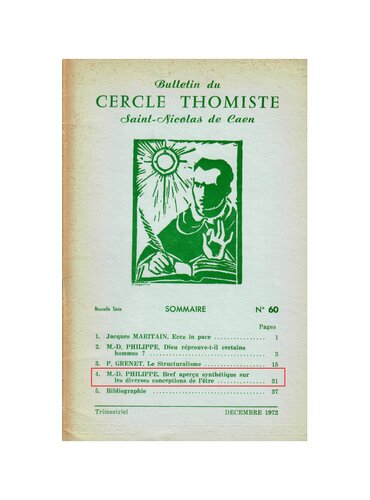 Bulletin du
CERCLE THOMISTE
Saint-Nicolas de Caen
Nouvelle Série SOMMAIRE N° 60
Pages
1. Jacques MARITAIN. Ecce in pace .................. 1
2. M.-D. PHILIPPE. Dieu réprouve-t-il certains
hommes ? .................. 3
3. P. GRENET. Le Structuralisme .................. 15
4. M.-D. PHILIPPE. Bref aperçu synthétique sur
les diverses conceptions de l'être .................. 31
5. Bibliographie .................. 37
Trimestriel DECEMBRE 1972